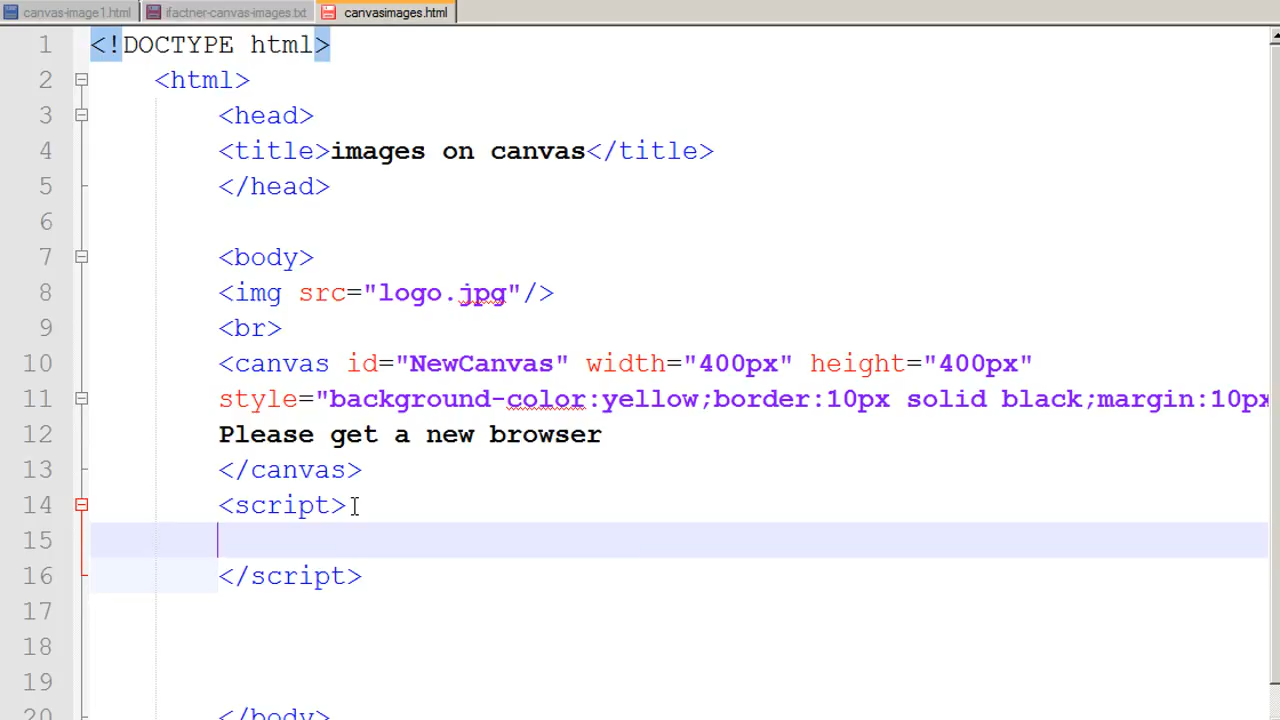 canvas-image1.html ifactner-canvas-images.txt canvasimages.html
1 <!DOCTYPE html>
2 <html>
3 <head>
4 <title>images on canvas</title>
5 </head>
6
7 <body>
8 <img src="logo.jpg"/>
9 <br>
10 <canvas id="NewCanvas" width="400px" height="400px"
11 style="background-color:yellow;border:10px solid black;margin:10px
12 Please get a new browser
13 </canvas>
14 <script>
15
16 </script>
17
18
19
20 </body>